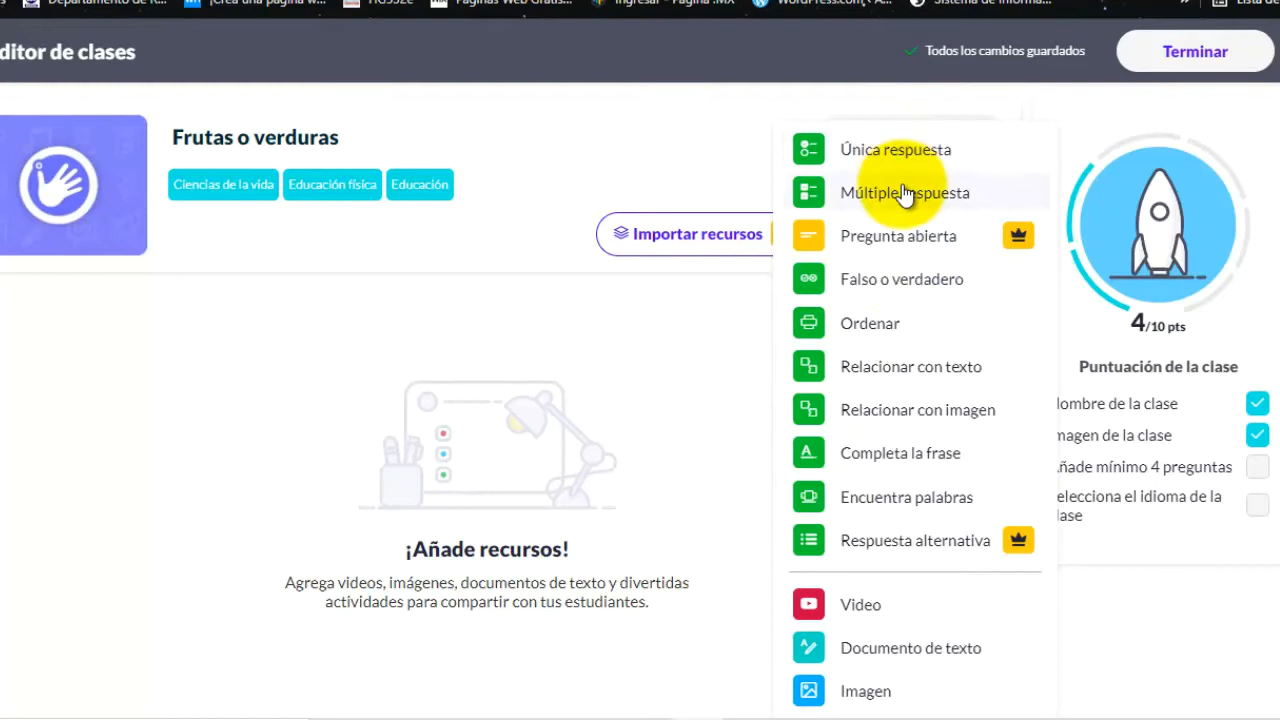 ¡Crea una página w...
Páginas Web Gratis...
Ingresar - Página .MX
WordPress.com, ¿A...
Sistema de Informa...
ditor de clases
Todos los cambios guardados
Terminar
Frutas o verduras
Ciencias de la vida
Educación física
Educación
Importar recursos
¡Añade recursos!
Agrega videos, imágenes, documentos de texto y divertidas
actividades para compartir con tus estudiantes.
Única respuesta
Múltiple respuesta
Pregunta abierta
Falso o verdadero
Ordenar
Relacionar con texto
Relacionar con imagen
Completa la frase
Encuentra palabras
Respuesta alternativa
Video
Documento de texto
Imagen
4/10 pts
Puntuación de la clase
ombre de la clase
magen de la clase
ñade mínimo 4 preguntas
elecciona el idioma de la
lase